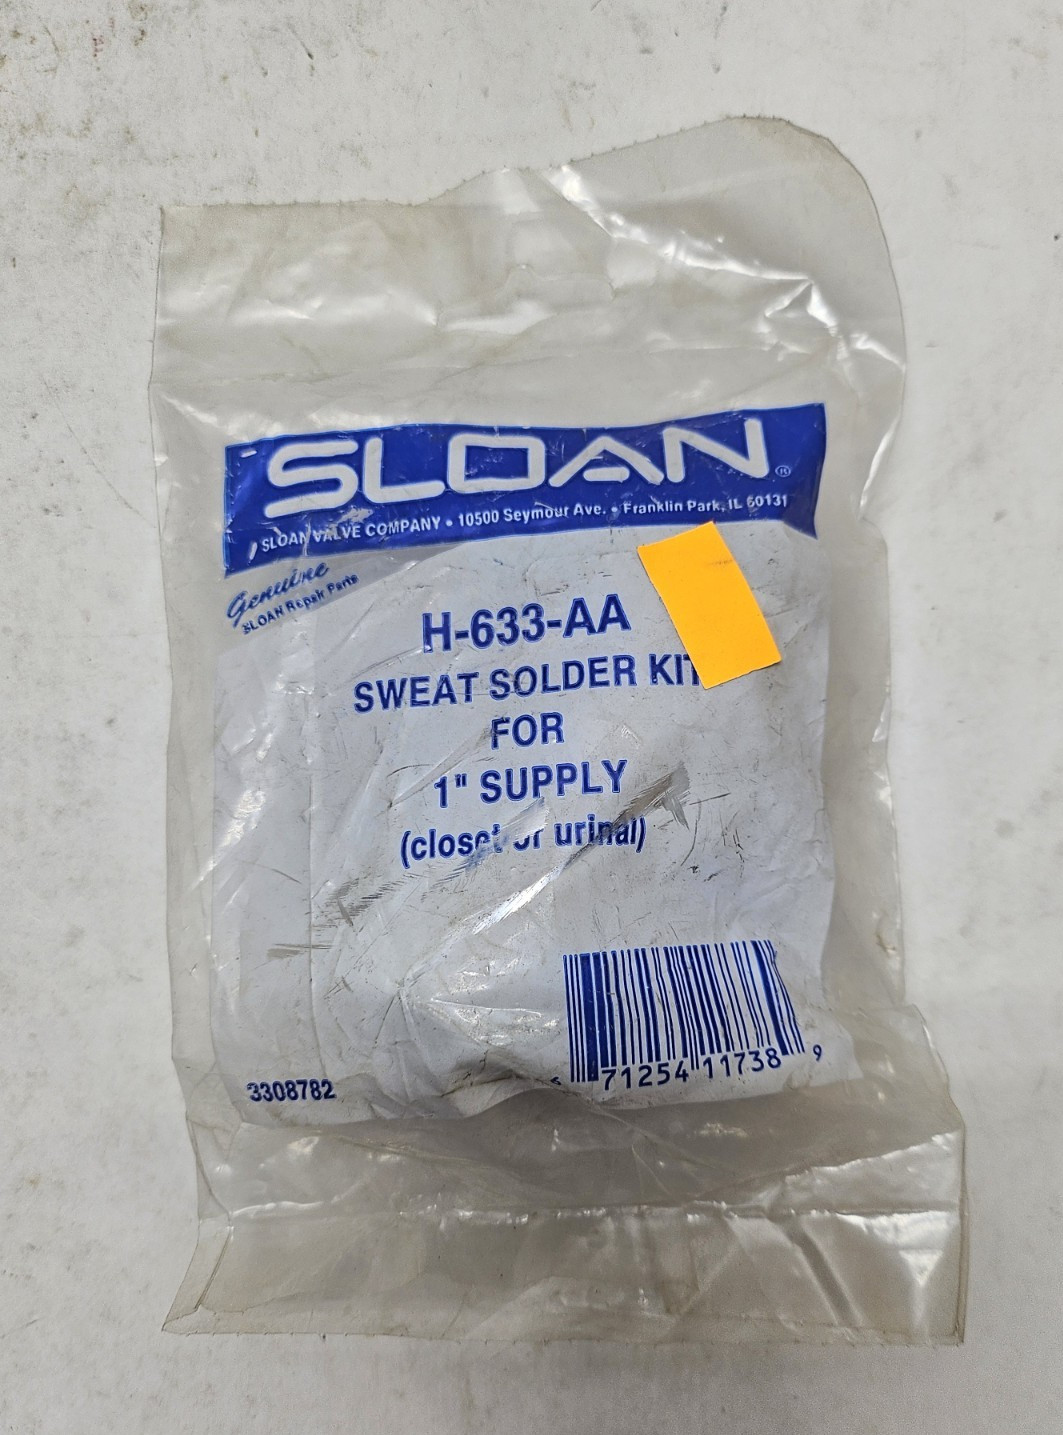 SLOAN®
SLOAN VALVE COMPANY • 10500 Seymour Ave. • Franklin Park, IL 60131
Genuine
SLOAN Repair Parts
H-633-AA
SWEAT SOLDER KIT
FOR
1" SUPPLY
(closet or urinal)
71254 11738 9
3308782